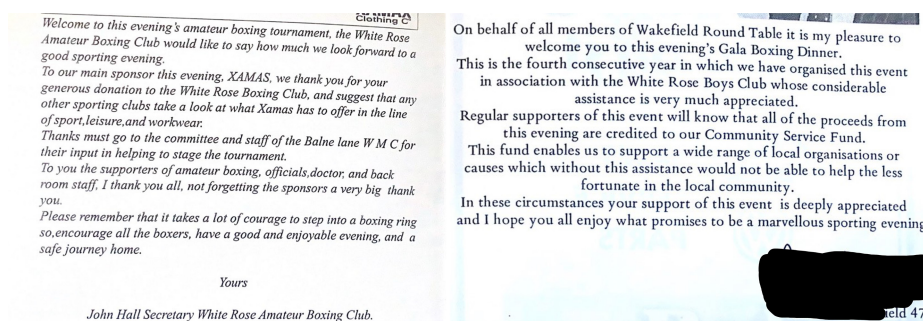 Clothing C
Welcome to this evening's amateur boxing tournament, the White Rose
Amateur Boxing Club would like to say how much we look forward to a
good sporting evening.
To our main sponsor this evening, XAMAS, we thank you for your
generous donation to the White Rose Boxing Club, and suggest that any
other sporting clubs take a look at what Xamas has to offer in the line
of sport,leisure,and workwear.
Thanks must go to the committee and staff of the Balne lane W M C for
their input in helping to stage the tournament.
To you the supporters of amateur boxing, officials,doctor, and back
room staff, I thank you all, not forgetting the sponsors a very big thank
you.
Please remember that it takes a lot of courage to step into a boxing ring
so,encourage all the boxers, have a good and enjoyable evening, and a
safe journey home.
Yours
John Hall Secretary White Rose Amateur Boxing Club.
On behalf of all members of Wakefield Round Table it is my pleasure to
welcome you to this evening's Gala Boxing Dinner.
This is the fourth consecutive year in which we have organised this event
in association with the White Rose Boys Club whose considerable
assistance is very much appreciated.
Regular supporters of this event will know that all of the proceeds from
this evening are credited to our Community Service Fund.
This fund enables us to support a wide range of local organisations or
causes which without this assistance would not be able to help the less
fortunate in the local community.
In these circumstances your support of this event is deeply appreciated
and I hope you all enjoy what promises to be a marvellous sporting evening
ield 47